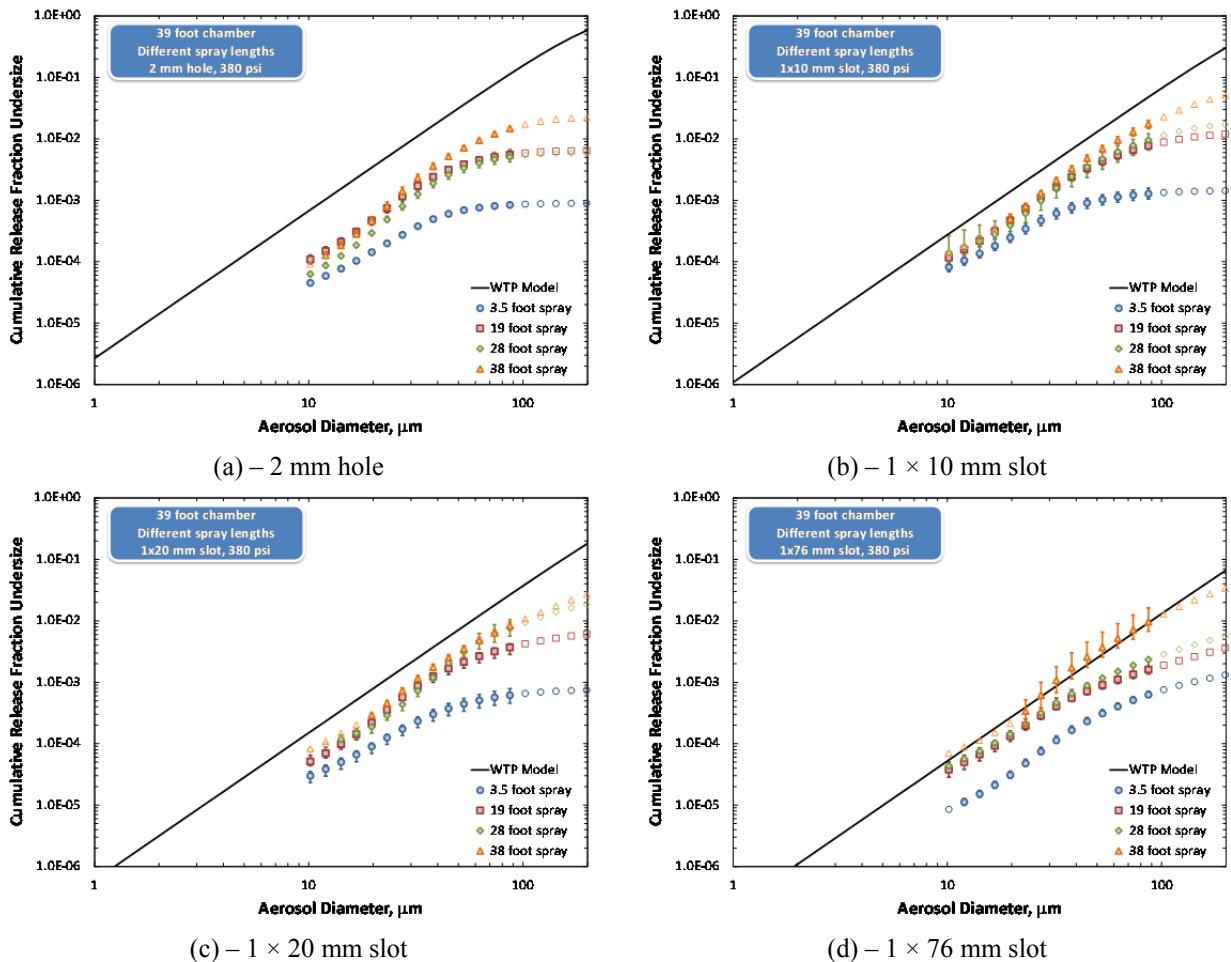 1.0E+00
1.0E-01
1.0E-02
1.0E-03
1.0E-04
1.0E-05
1.0E-06
Cumulative Release Fraction Undersize
39 foot chamber
Different spray lengths
2 mm hole, 380 psi
WTP Model
3.5 foot spray
19 foot spray
28 foot spray
38 foot spray
1
10
100
Aerosol Diameter, µm
(a) – 2 mm hole
1.0E+00
1.0E-01
1.0E-02
1.0E-03
1.0E-04
1.0E-05
1.0E-06
Cumulative Release Fraction Undersize
39 foot chamber
Different spray lengths
1x10 mm slot, 380 psi
WTP Model
3.5 foot spray
19 foot spray
28 foot spray
38 foot spray
1
10
100
Aerosol Diameter, µm
(b) – 1 × 10 mm slot
1.0E+00
1.0E-01
1.0E-02
1.0E-03
1.0E-04
1.0E-05
1.0E-06
Cumulative Release Fraction Undersize
39 foot chamber
Different spray lengths
1x20 mm slot, 380 psi
WTP Model
3.5 foot spray
19 foot spray
28 foot spray
38 foot spray
1
10
100
Aerosol Diameter, µm
(c) – 1 × 20 mm slot
1.0E+00
1.0E-01
1.0E-02
1.0E-03
1.0E-04
1.0E-05
1.0E-06
Cumulative Release Fraction Undersize
39 foot chamber
Different spray lengths
1x76 mm slot, 380 psi
WTP Model
3.5 foot spray
19 foot spray
28 foot spray
38 foot spray
1
10
100
Aerosol Diameter, µm
(d) – 1 × 76 mm slot